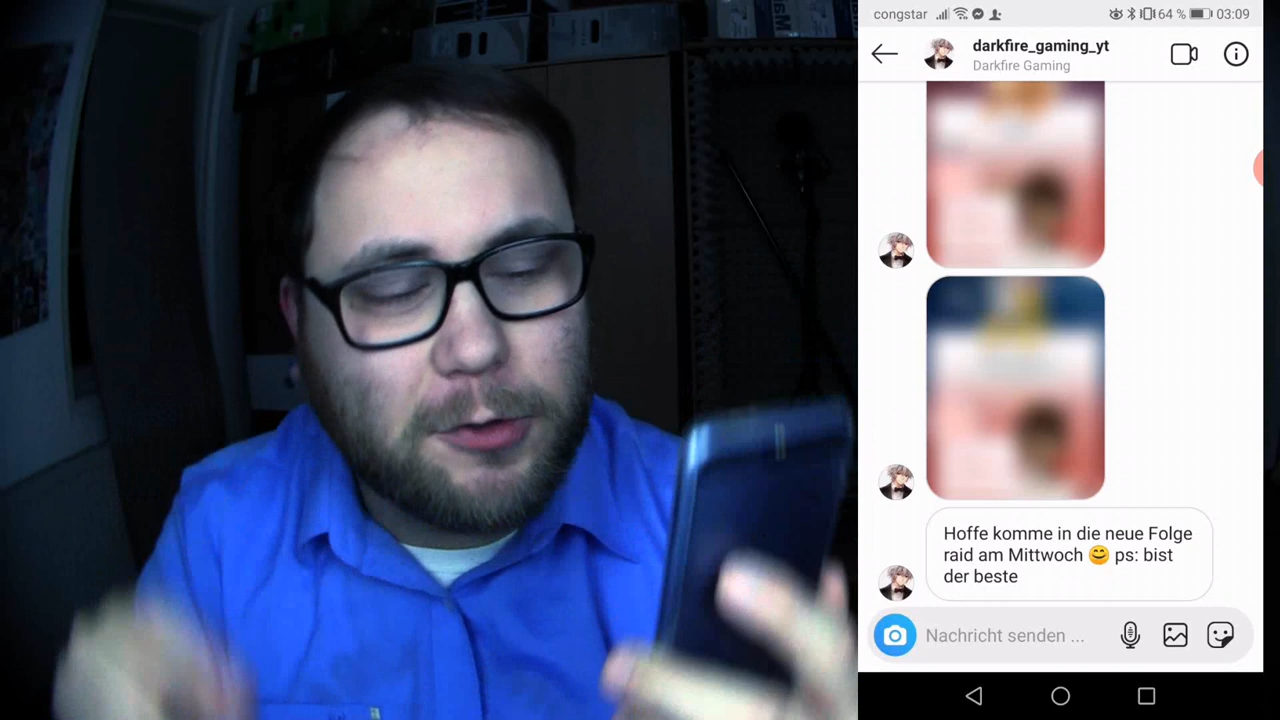 congstar 64 % 03:09
darkfire_gaming_yt
Darkfire Gaming
Hoffe komme in die neue Folge
raid am Mittwoch 😊 ps: bist
der beste
Nachricht senden ...